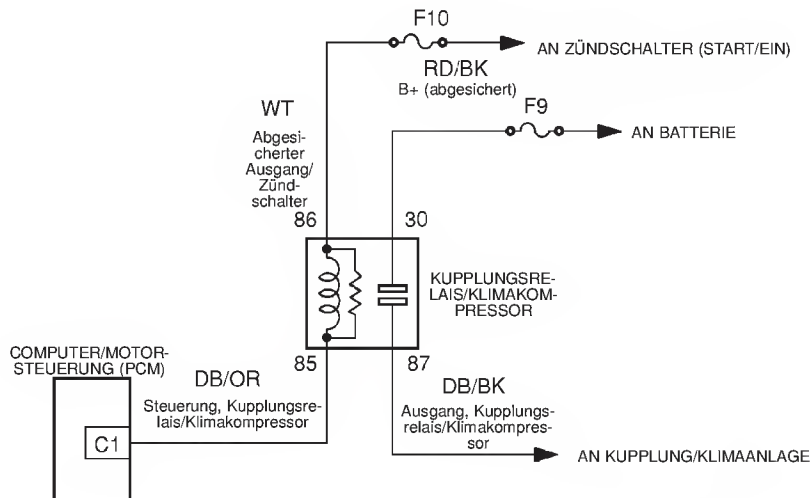 F10
AN ZÜNDSCHALTER (START/EIN)
RD/BK
B+ (abgesichert)
WT
Abgesi-
cherter
Ausgang/
Zünd-
schalter
F9
AN BATTERIE
86
30
KUPPLUNGSRE-
LAIS/KLIMAKOM-
PRESSOR
85
87
COMPUTER/MOTOR-
STEUERUNG (PCM)
DB/OR
Steuerung, Kupplungsre-
lais/Klimakompressor
DB/BK
Ausgang, Kupplungs-
relais/Klimakompres-
sor
C1
AN KUPPLUNG/KLIMAANLAGE